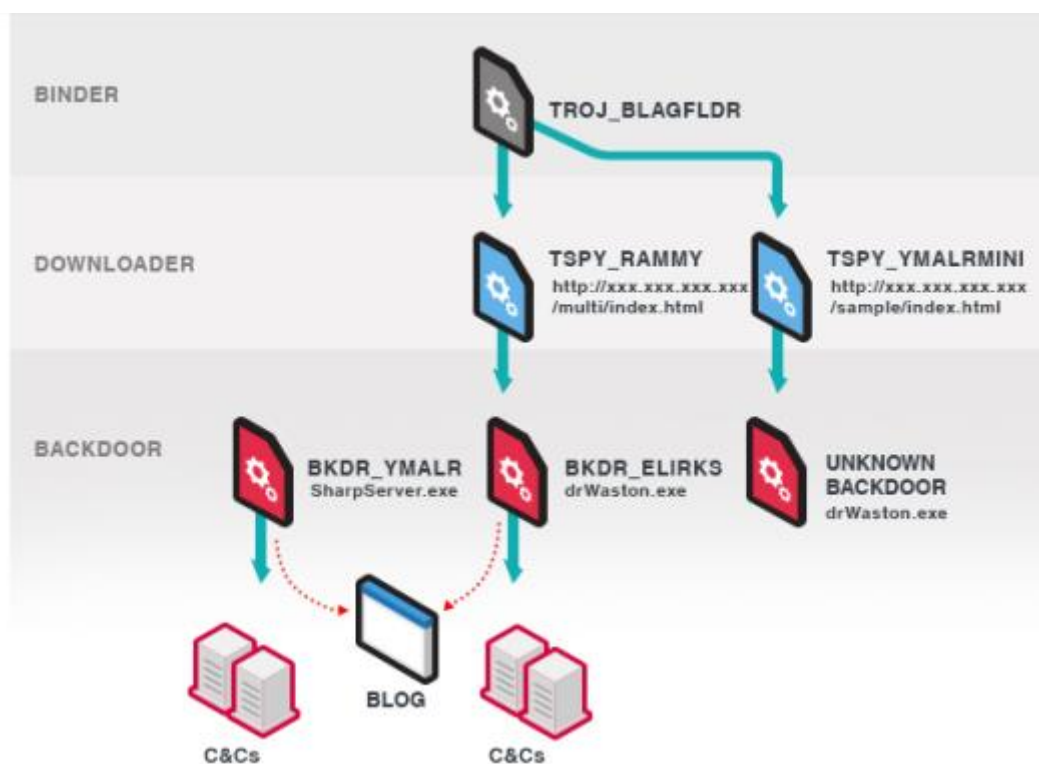 BINDER
TROJ_BLAGFLDR
DOWNLOADER
TSPY_RAMMY
http://xxx.xxx.xxx.xxx
/multi/index.html
TSPY_YMALRMINI
http://xxx.xxx.xxx.xxx
/sample/index.html
BACKDOOR
BKDR_YMALR
SharpServer.exe
BKDR_ELIRKS
drWaston.exe
UNKNOWN
BACKDOOR
drWaston.exe
BLOG
C&Cs
C&Cs